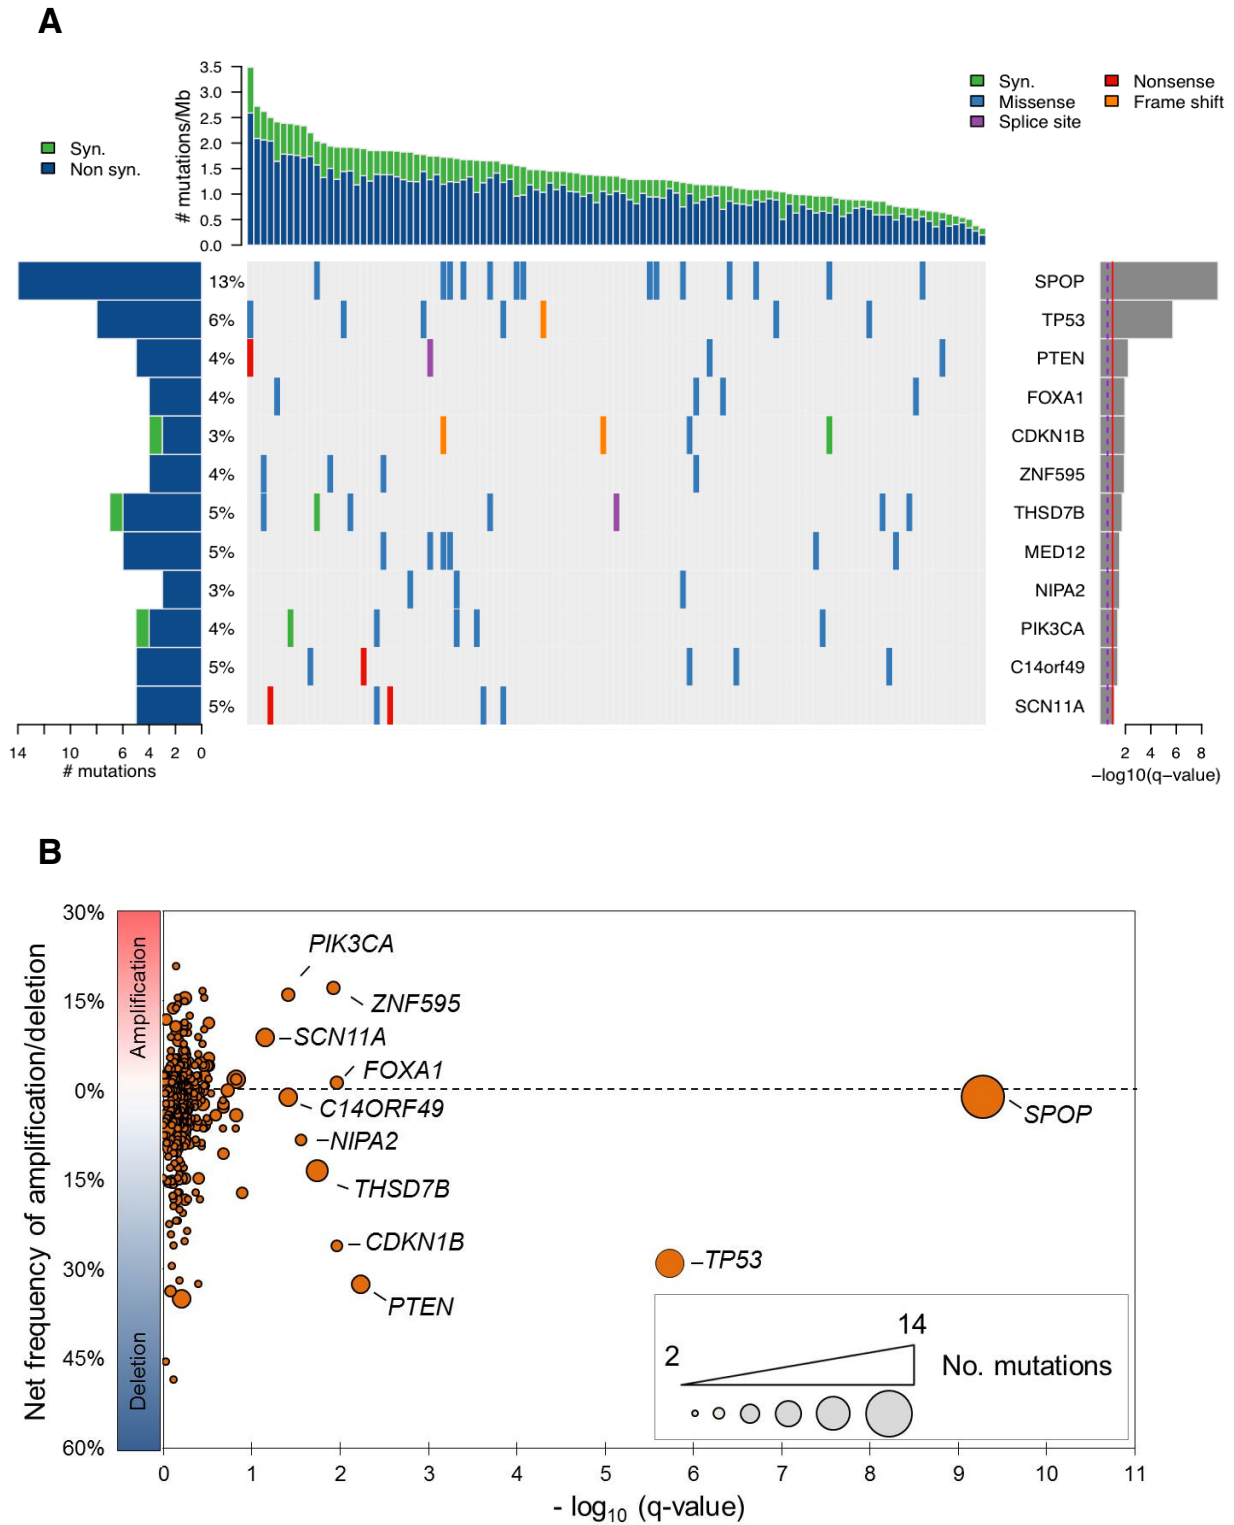 A
# mutations/Mb
3.5
3.0
2.5
2.0
1.5
1.0
0.5
0.0
Syn.
Non syn.
Syn.
Missense
Splice site
Nonsense
Frame shift
13% SPOP
6% TP53
4% PTEN
4% FOXA1
3% CDKN1B
4% ZNF595
5% THSD7B
5% MED12
3% NIPA2
4% PIK3CA
5% C14orf49
5% SCN11A
14 10 6 4 2 0
# mutations
2 4 6 8
−log10(q−value)
B
Net frequency of amplification/deletion
30%
15%
0%
15%
30%
45%
60%
Amplification
Deletion
PIK3CA
ZNF595
SCN11A
FOXA1
C14ORF49
SPOP
NIPA2
THSD7B
CDKN1B
TP53
PTEN
14
2
No. mutations
0 1 2 3 4 5 6 7 8 9 10 11
- log10 (q-value)